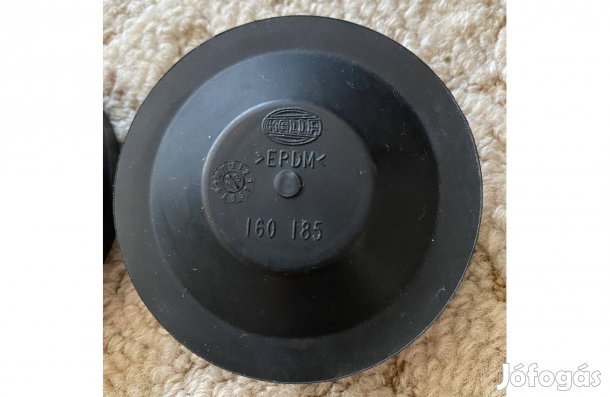 HELLA
>EPDM<
160 185
Jófogás